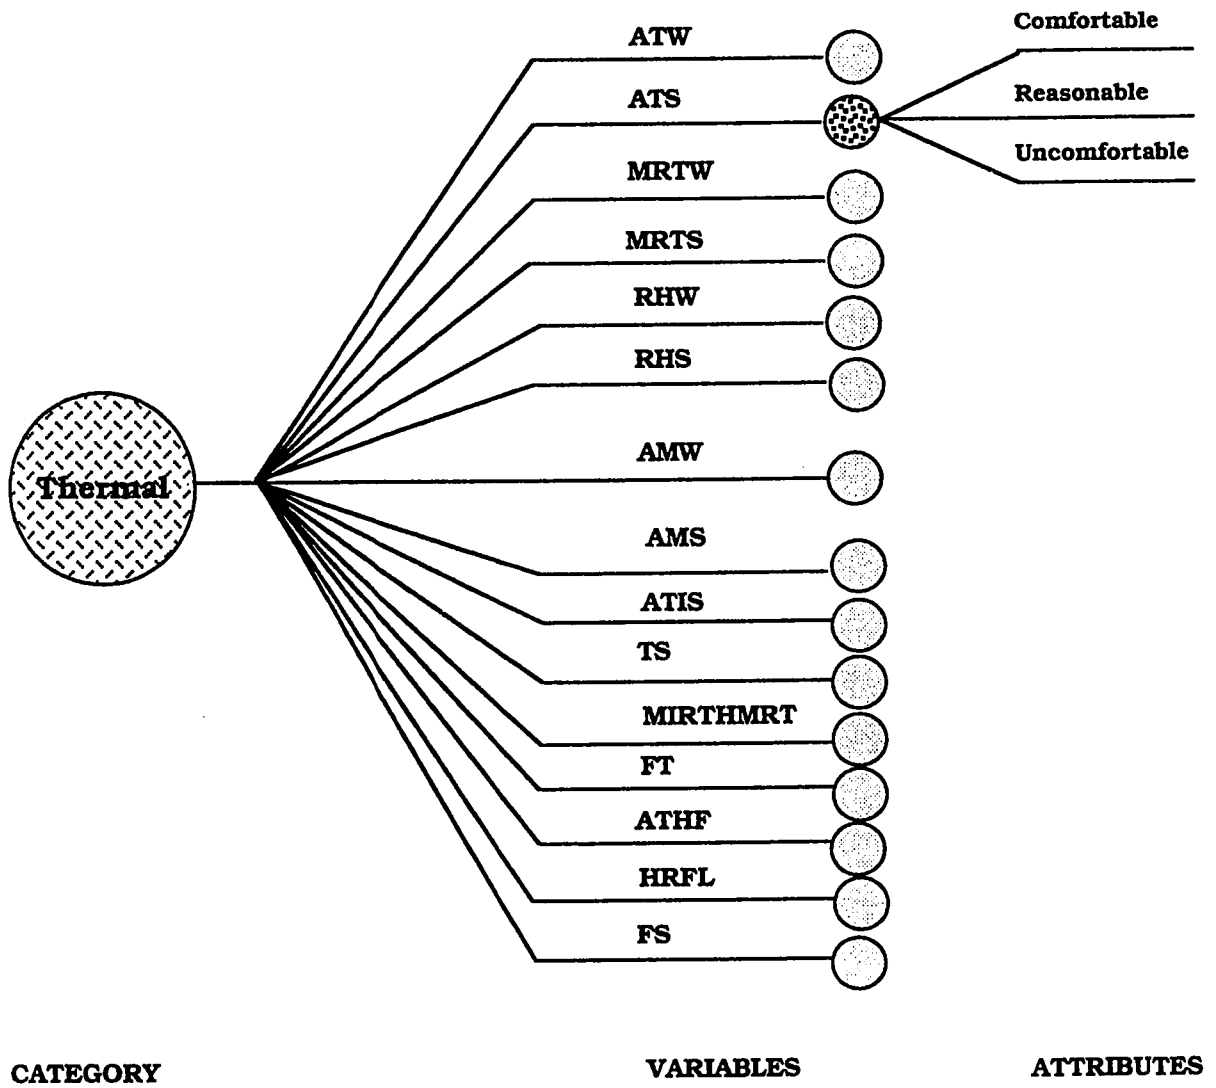 ATW
Comfortable
ATS
Reasonable
Uncomfortable
MRTW
MRTS
RHW
RHS
AMW
Thermal
AMS
ATIS
TS
MIRTHMRT
FT
ATHF
HRFL
FS
CATEGORY
VARIABLES
ATTRIBUTES